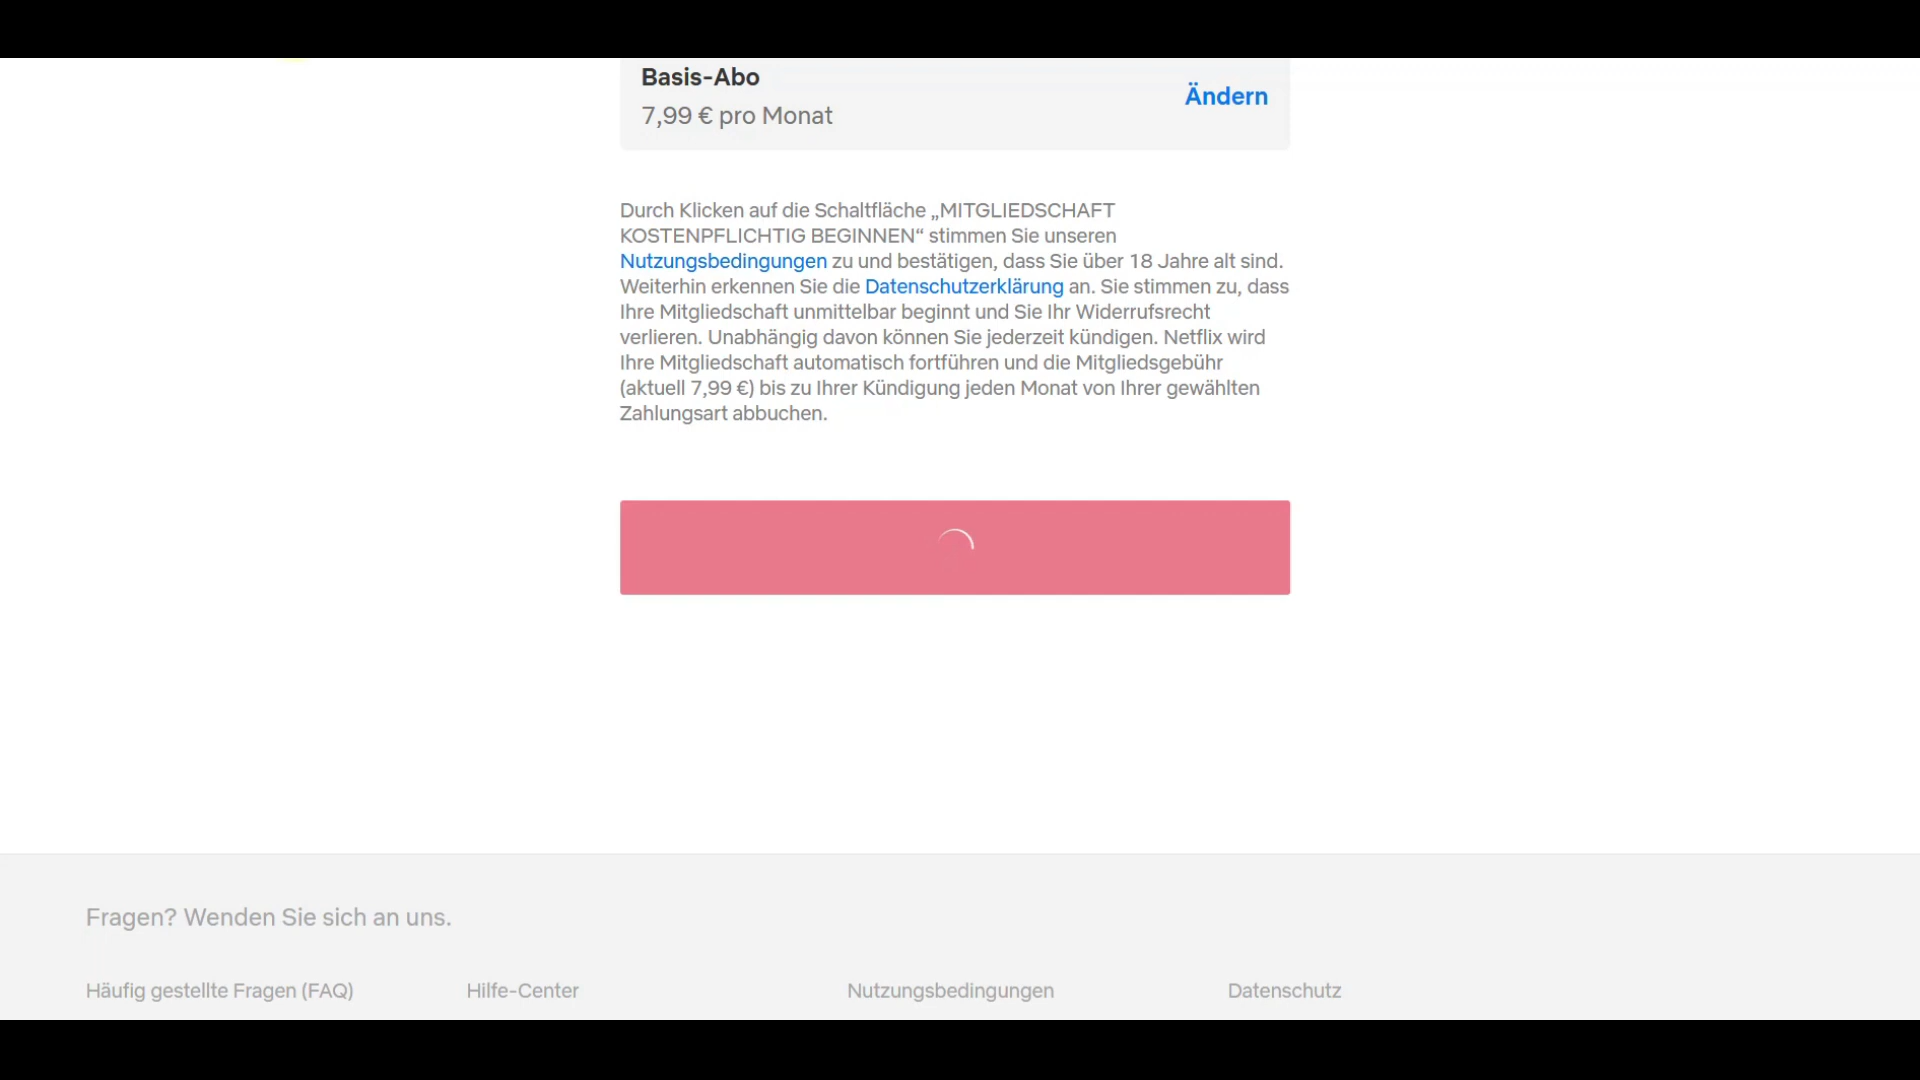 Basis-Abo
7,99 € pro Monat
Ändern
Durch Klicken auf die Schaltfläche „MITGLIEDSCHAFT
KOSTENPFLICHTIG BEGINNEN“ stimmen Sie unseren
Nutzungsbedingungen zu und bestätigen, dass Sie über 18 Jahre alt sind.
Weiterhin erkennen Sie die Datenschutzerklärung an. Sie stimmen zu, dass
Ihre Mitgliedschaft unmittelbar beginnt und Sie Ihr Widerrufsrecht
verlieren. Unabhängig davon können Sie jederzeit kündigen. Netflix wird
Ihre Mitgliedschaft automatisch fortführen und die Mitgliedsgebühr
(aktuell 7,99 €) bis zu Ihrer Kündigung jeden Monat von Ihrer gewählten
Zahlungsart abbuchen.
Fragen? Wenden Sie sich an uns.
Häufig gestellte Fragen (FAQ)
Hilfe-Center
Nutzungsbedingungen
Datenschutz